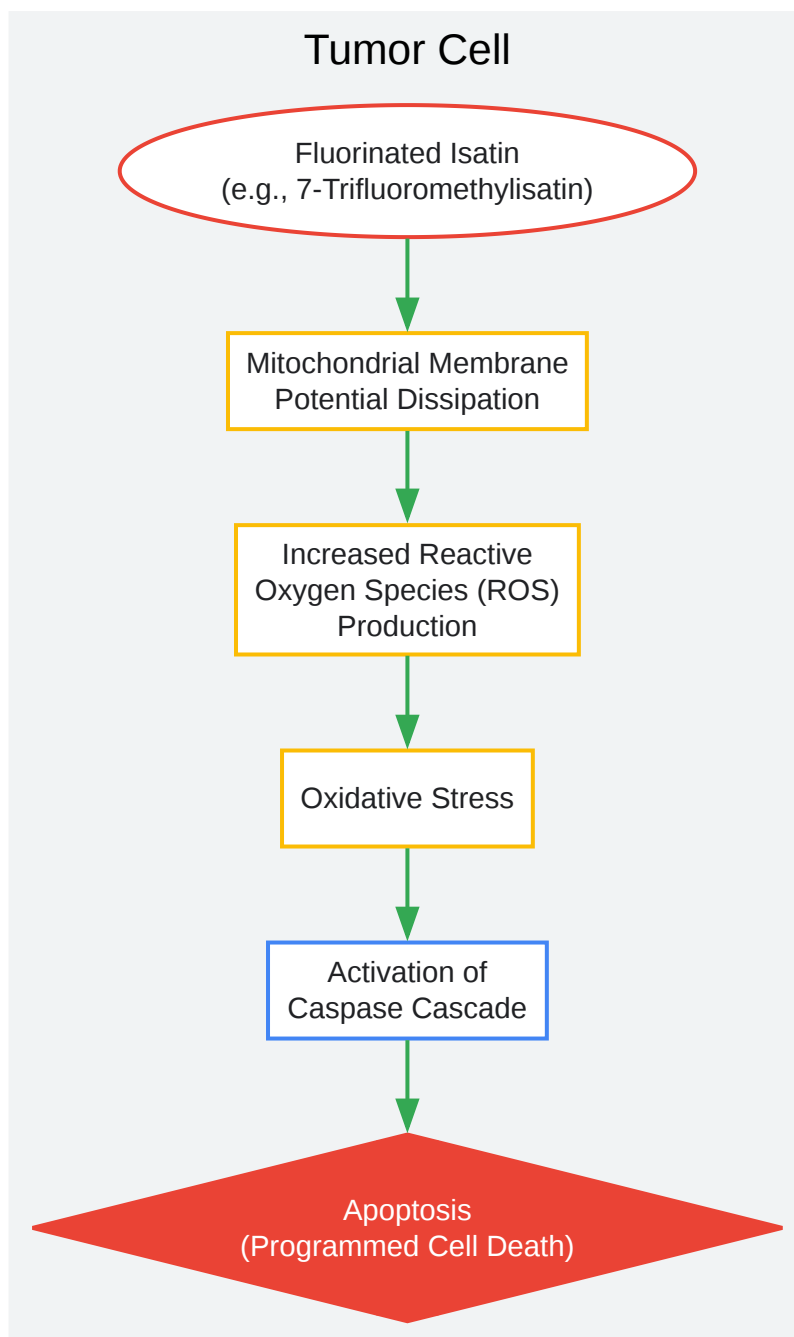 Tumor Cell
Fluorinated Isatin
(e.g., 7-Trifluoromethylisatin)
Mitochondrial Membrane
Potential Dissipation
Increased Reactive
Oxygen Species (ROS)
Production
Oxidative Stress
Activation of
Caspase Cascade
Apoptosis
(Programmed Cell Death)